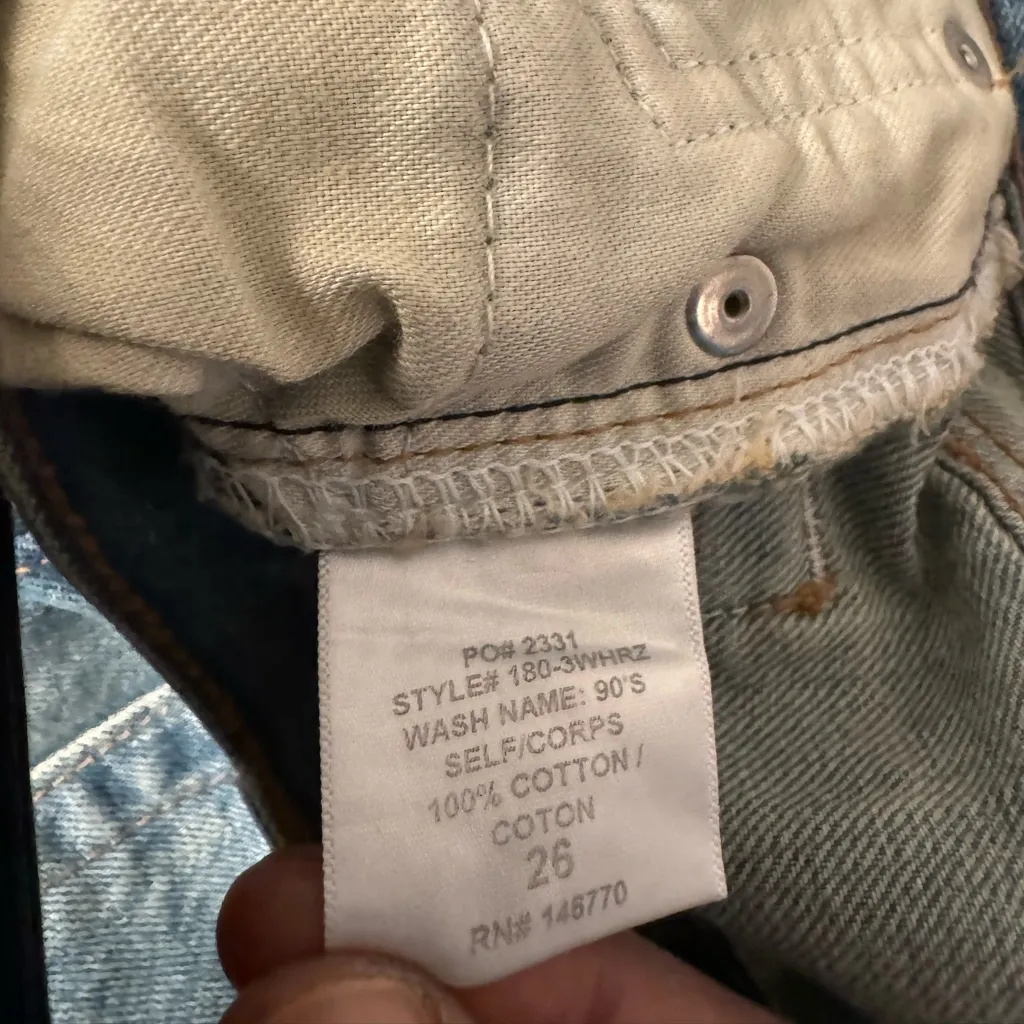 PO# 2331
STYLE# 180-3WHRZ
WASH NAME: 90'S
SELF/CORPS
100% COTTON /
COTON
26
RN# 146770